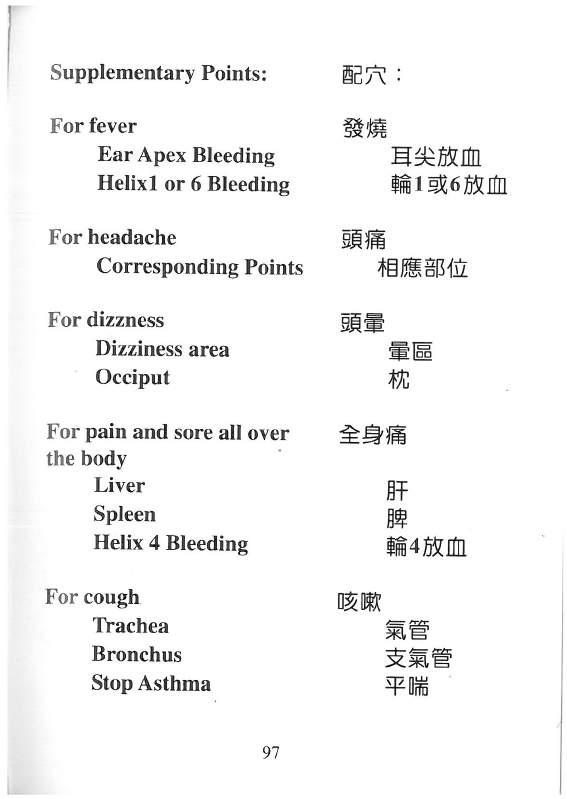 Supplementary Points: 配穴：
For fever 發燒
Ear Apex Bleeding 耳尖放血
Helix1 or 6 Bleeding 輪1或6放血
For headache 頭痛
Corresponding Points 相應部位
For dizzness 頭暈
Dizziness area 暈區
Occiput 枕
For pain and sore all over 全身痛
the body
Liver 肝
Spleen 脾
Helix 4 Bleeding 輪4放血
For cough 咳嗽
Trachea 氣管
Bronchus 支氣管
Stop Asthma 平喘
97